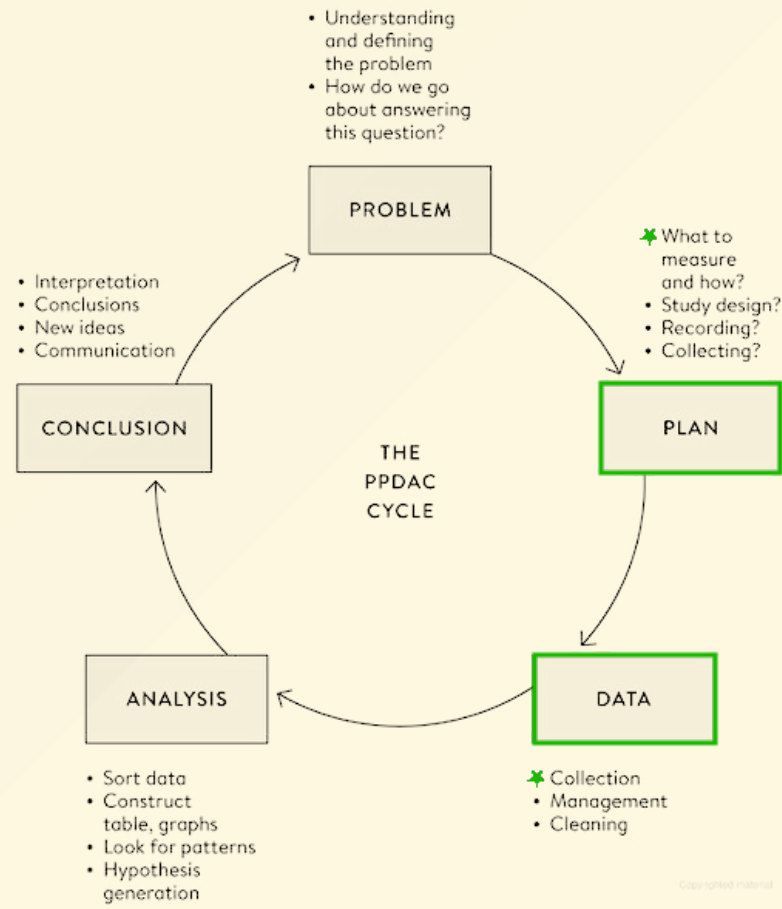 • Understanding
and defining
the problem
• How do we go
about answering
this question?
PROBLEM
What to
measure
and how?
• Study design?
• Recording?
• Collecting?
PLAN
• Interpretation
• Conclusions
• New ideas
• Communication
CONCLUSION
THE
PPDAC
CYCLE
DATA
Collection
• Management
• Cleaning
ANALYSIS
• Sort data
• Construct
table, graphs
• Look for patterns
• Hypothesis
generation
Copyrighted material